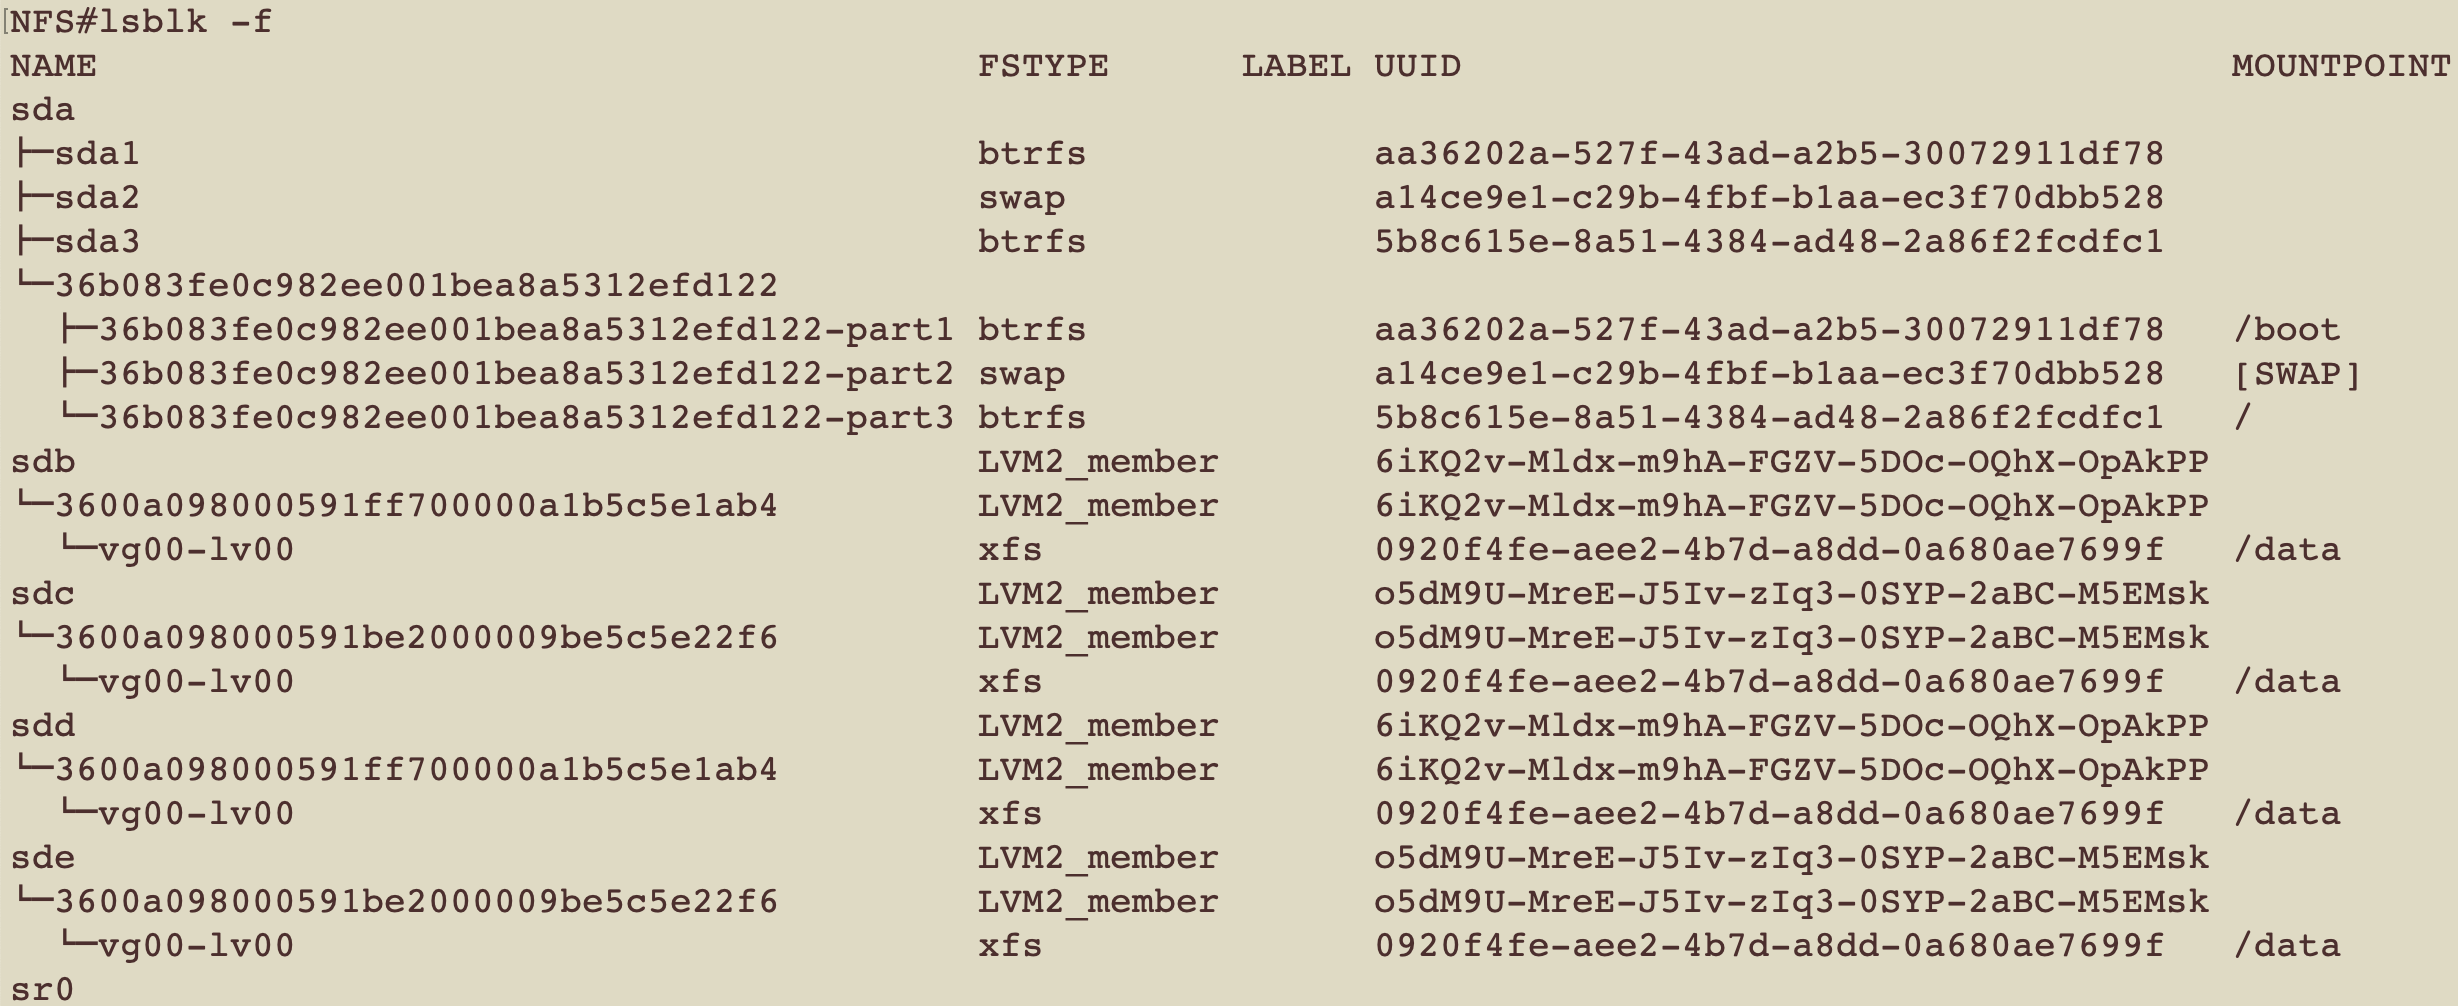 NFS#lsblk -f
NAME                                        FSTYPE      LABEL UUID                                   MOUNTPOINT
sda
├─sda1                                      btrfs             aa36202a-527f-43ad-a2b5-30072911df78
├─sda2                                      swap              a14ce9e1-c29b-4fbf-b1aa-ec3f70dbb528
├─sda3                                      btrfs             5b8c615e-8a51-4384-ad48-2a86f2fcdfc1
└─36b083fe0c982ee001bea8a5312efd122
  ├─36b083fe0c982ee001bea8a5312efd122-part1 btrfs             aa36202a-527f-43ad-a2b5-30072911df78   /boot
  ├─36b083fe0c982ee001bea8a5312efd122-part2 swap              a14ce9e1-c29b-4fbf-b1aa-ec3f70dbb528   [SWAP]
  └─36b083fe0c982ee001bea8a5312efd122-part3 btrfs             5b8c615e-8a51-4384-ad48-2a86f2fcdfc1   /
sdb                                         LVM2_member       6iKQ2v-Mldx-m9hA-FGZV-5DOc-OQhX-OpAkPP
└─3600a098000591ff700000a1b5c5e1ab4         LVM2_member       6iKQ2v-Mldx-m9hA-FGZV-5DOc-OQhX-OpAkPP
  └─vg00-lv00                               xfs               0920f4fe-aee2-4b7d-a8dd-0a680ae7699f   /data
sdc                                         LVM2_member       o5dM9U-MreE-J5Iv-zIq3-0SYP-2aBC-M5EMsk
└─3600a098000591be2000009be5c5e22f6         LVM2_member       o5dM9U-MreE-J5Iv-zIq3-0SYP-2aBC-M5EMsk
  └─vg00-lv00                               xfs               0920f4fe-aee2-4b7d-a8dd-0a680ae7699f   /data
sdd                                         LVM2_member       6iKQ2v-Mldx-m9hA-FGZV-5DOc-OQhX-OpAkPP
└─3600a098000591ff700000a1b5c5e1ab4         LVM2_member       6iKQ2v-Mldx-m9hA-FGZV-5DOc-OQhX-OpAkPP
  └─vg00-lv00                               xfs               0920f4fe-aee2-4b7d-a8dd-0a680ae7699f   /data
sde                                         LVM2_member       o5dM9U-MreE-J5Iv-zIq3-0SYP-2aBC-M5EMsk
└─3600a098000591be2000009be5c5e22f6         LVM2_member       o5dM9U-MreE-J5Iv-zIq3-0SYP-2aBC-M5EMsk
  └─vg00-lv00                               xfs               0920f4fe-aee2-4b7d-a8dd-0a680ae7699f   /data
sr0